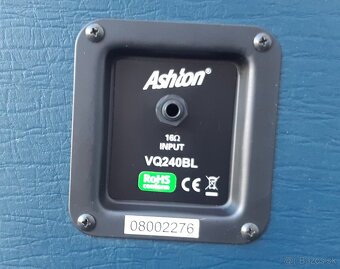 Ashton®
16Ω
INPUT
VQ240BL
RoHS
CE
08002276